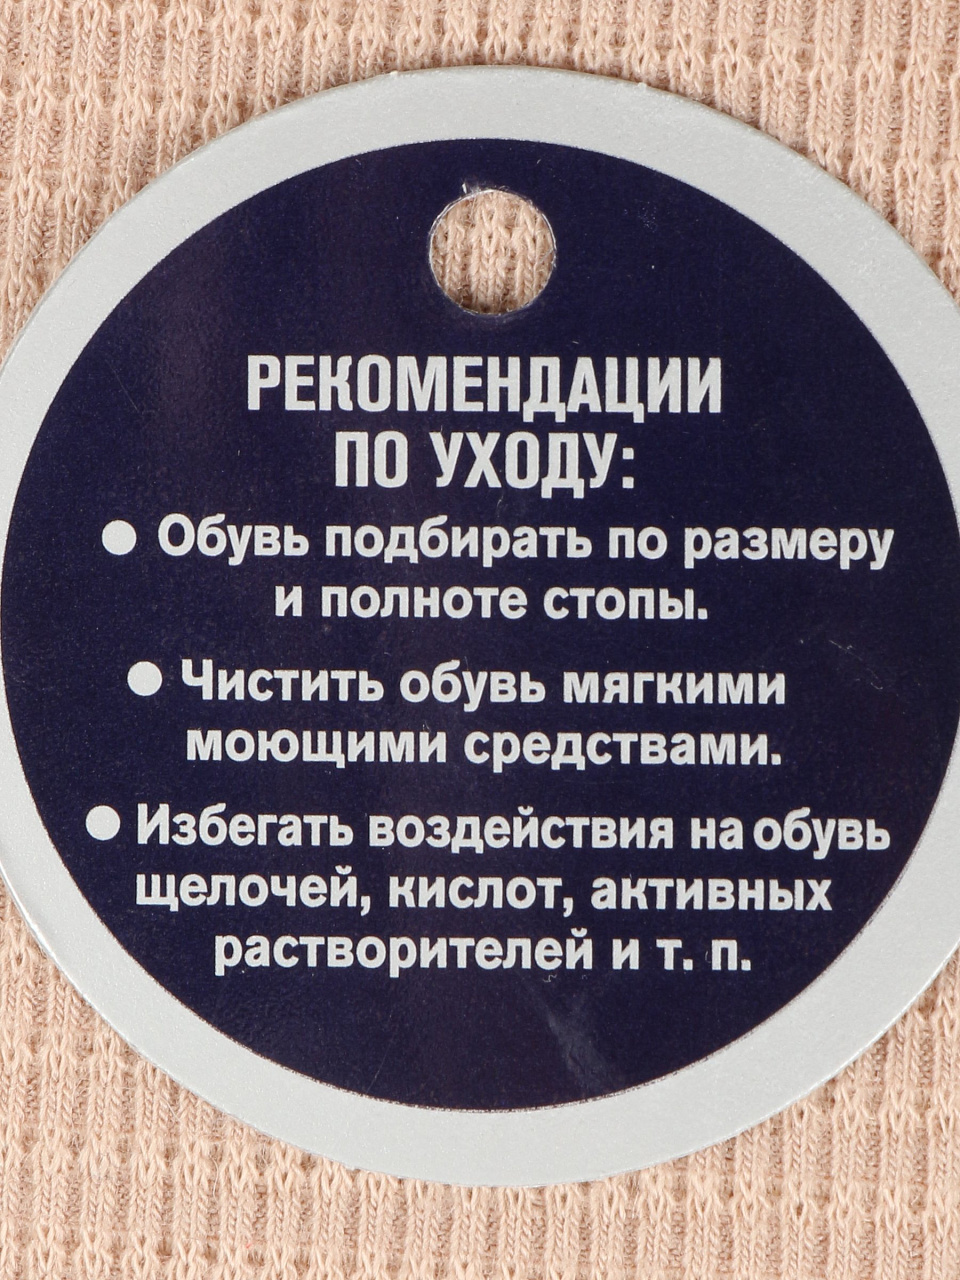 РЕКОМЕНДАЦИИ
ПО УХОДУ:
● Обувь подбирать по размеру
и полноте стопы.
● Чистить обувь мягкими
моющими средствами.
● Избегать воздействия на обувь
щелочей, кислот, активных
растворителей и т. п.